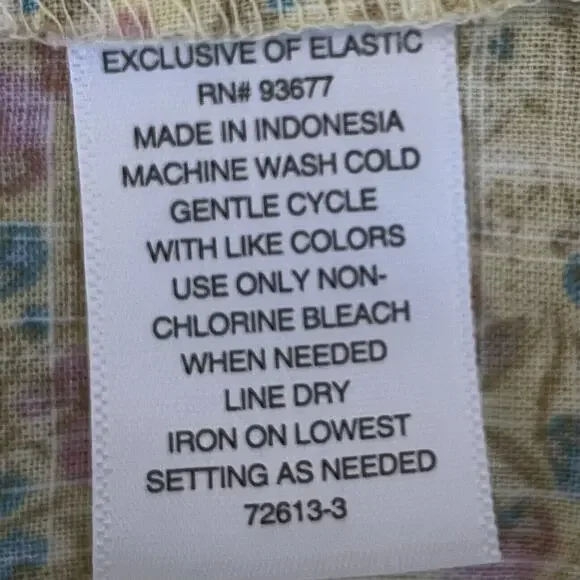 EXCLUSIVE OF ELASTIC
RN# 93677
MADE IN INDONESIA
MACHINE WASH COLD
GENTLE CYCLE
WITH LIKE COLORS
USE ONLY NON-
CHLORINE BLEACH
WHEN NEEDED
LINE DRY
IRON ON LOWEST
SETTING AS NEEDED
72613-3